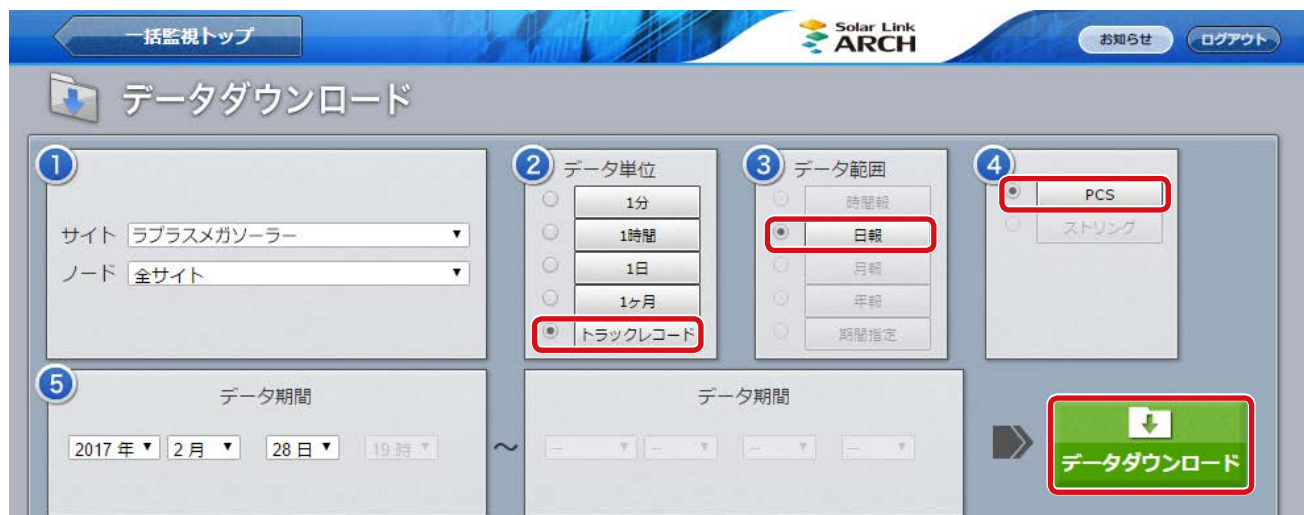 一括監視トップ
Solar Link
ARCH
お知らせ
ログアウト
データダウンロード
1
サイト ラプラスメガソーラー
ノード 全サイト
2 データ単位
1分
1時間
1日
1ヶ月
トラックレコード
3 データ範囲
時間報
日報
月報
年報
期間指定
4
PCS
ストリング
5
データ期間
2017 年 2 月 28 日 19 時
～
データ期間
-- -- -- --
データダウンロード